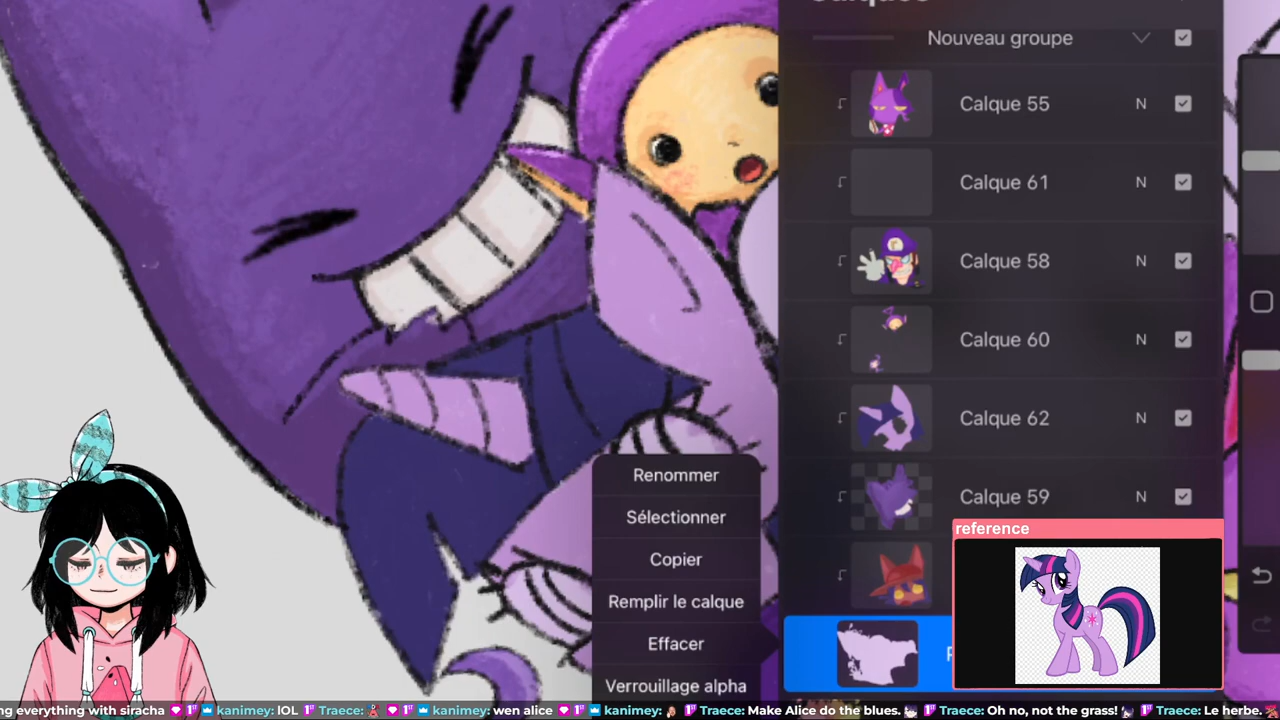 Nouveau groupe
Calque 55 N
Calque 61 N
Calque 58 N
Calque 60 N
Calque 62 N
Calque 59 N
Renommer
Sélectionner
Copier
Remplir le calque
Effacer
Verrouillage alpha
reference
ng everything with siracha kanimey: lOL Traece: kanimey: wen alice kanimey: Traece: Make Alice do the blues. Traece: Oh no, not the grass! Traece: Le herbe.